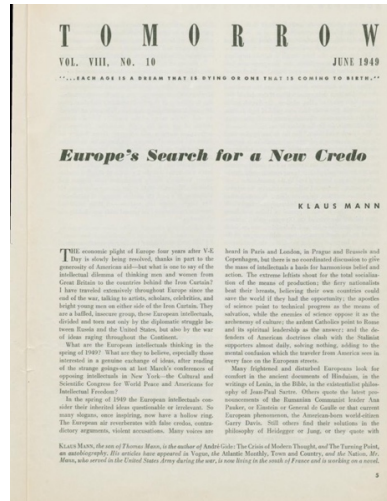 TOMORROW
VOL. VIII, NO. 10 JUNE 1949
"...EACH AGE IS A DREAM THAT IS DYING OR ONE THAT IS COMING TO BIRTH."
Europe's Search for a New Credo
KLAUS MANN
THE economic plight of Europe four years after V-E
Day is slowly being resolved, thanks in part to the
generosity of American aid—but what is one to say of the
intellectual dilemma of thinking men and women from
Great Britain to the countries behind the Iron Curtain?
I have traveled extensively throughout Europe since the
end of the war, talking to artists, scholars, celebrities, and
bright young men on either side of the Iron Curtain. They
are a baffled, insecure group, these European intellectuals,
divided and torn not only by the diplomatic struggle be-
tween Russia and the United States, but also by the war
of ideas raging throughout the Continent.
What are the European intellectuals thinking in the
spring of 1949? What are they to believe, especially those
interested in a genuine exchange of ideas, after reading
of the strange goings-on at last March's conferences of
opposing intellectuals in New York—the Cultural and
Scientific Congress for World Peace and Americans for
Intellectual Freedom?
In the spring of 1949 the European intellectuals con-
sider their inherited ideas questionable or irrelevant. So
many slogans, once inspiring, now have a hollow ring.
The European air reverberates with false credos, contra-
dictory arguments, violent accusations. Many voices are
heard in Paris and London, in Prague and Brussels and
Copenhagen, but there is no coordinated discussion to give
the mass of intellectuals a basis for harmonious belief and
action. The extreme leftists shout for the total socializa-
tion of the means of production; the fiery nationalists
beat their breasts, believing their own countries could
save the world if they had the opportunity; the apostles
of science point to technical progress as the means of
salvation, while the enemies of science oppose it as the
archenemy of culture; the ardent Catholics point to Rome
and its spiritual leadership as the answer; and the de-
fenders of American doctrines clash with the Stalinist
supporters almost daily, solving nothing, adding to the
mental confusion which the traveler from America sees in
every face on the European streets.
Many frightened and disturbed Europeans look for
comfort in the ancient documents of Hinduism, in the
writings of Lenin, in the Bible, in the existentialist philos-
ophy of Jean-Paul Sartre. Others quote the latest pro-
nouncements of the Rumanian Communist leader Ana
Pauker, or Einstein or General de Gaulle or that current
European phenomenon, the American-born world-citizen
Garry Davis. Still others find their solutions in the
philosophy of Heidegger or Jung, or they quote with
KLAUS MANN, the son of Thomas Mann, is the author of André Gide: The Crisis of Modern Thought, and The Turning Point,
an autobiography. His articles have appeared in Vogue, the Atlantic Monthly, Town and Country, and the Nation. Mr.
Mann, who served in the United States Army during the war, is now living in the south of France and is working on a novel.
5